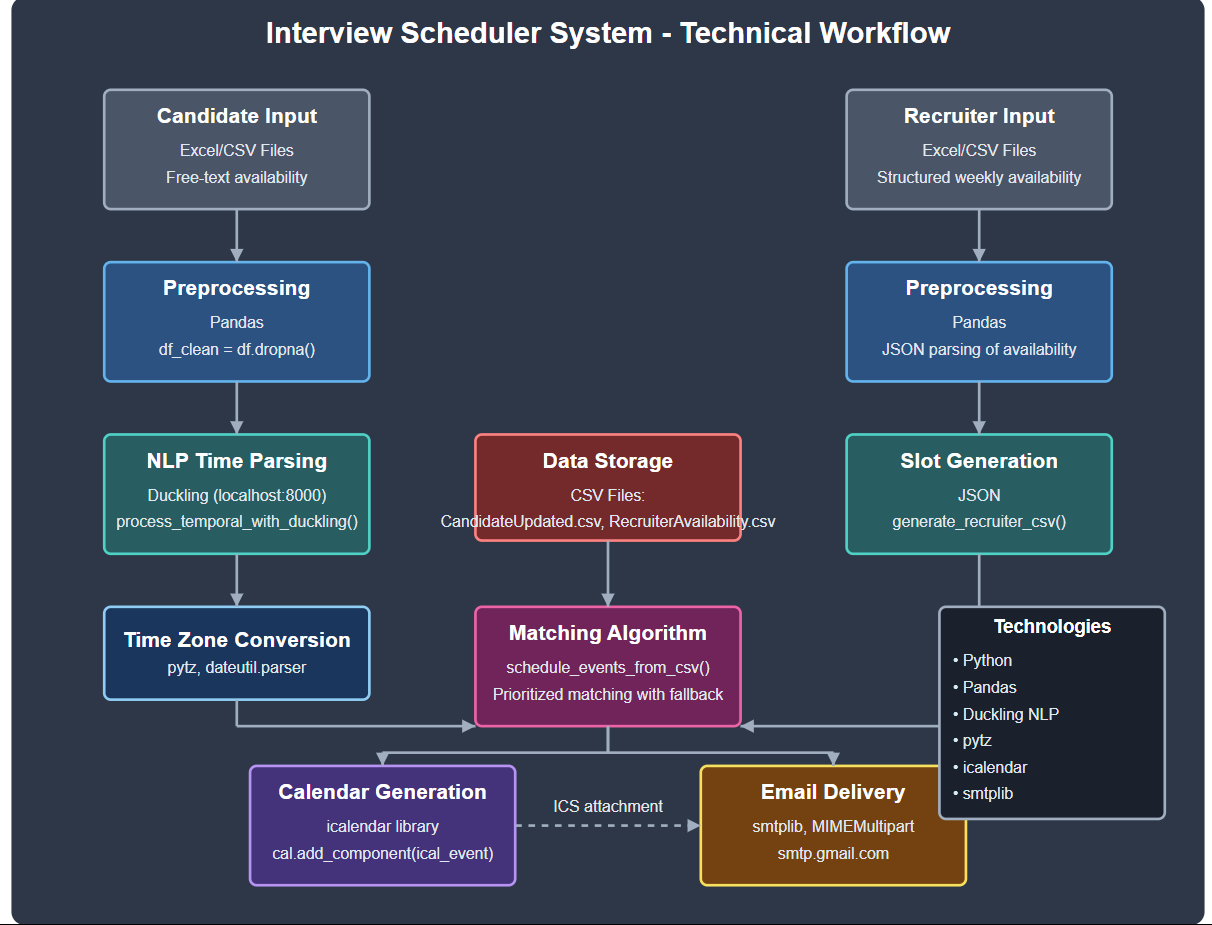 Interview Scheduler System - Technical Workflow
Candidate Input
Excel/CSV Files
Free-text availability
Recruiter Input
Excel/CSV Files
Structured weekly availability
Preprocessing
Pandas
df_clean = df.dropna()
Preprocessing
Pandas
JSON parsing of availability
NLP Time Parsing
Duckling (localhost:8000)
process_temporal_with_duckling()
Data Storage
CSV Files:
CandidateUpdated.csv, RecruiterAvailability.csv
Slot Generation
JSON
generate_recruiter_csv()
Time Zone Conversion
pytz, dateutil.parser
Matching Algorithm
schedule_events_from_csv()
Prioritized matching with fallback
Technologies
• Python
• Pandas
• Duckling NLP
• pytz
• icalendar
• smtplib
Calendar Generation
icalendar library
cal.add_component(ical_event)
ICS attachment
Email Delivery
smtplib, MIMEMultipart
smtp.gmail.com